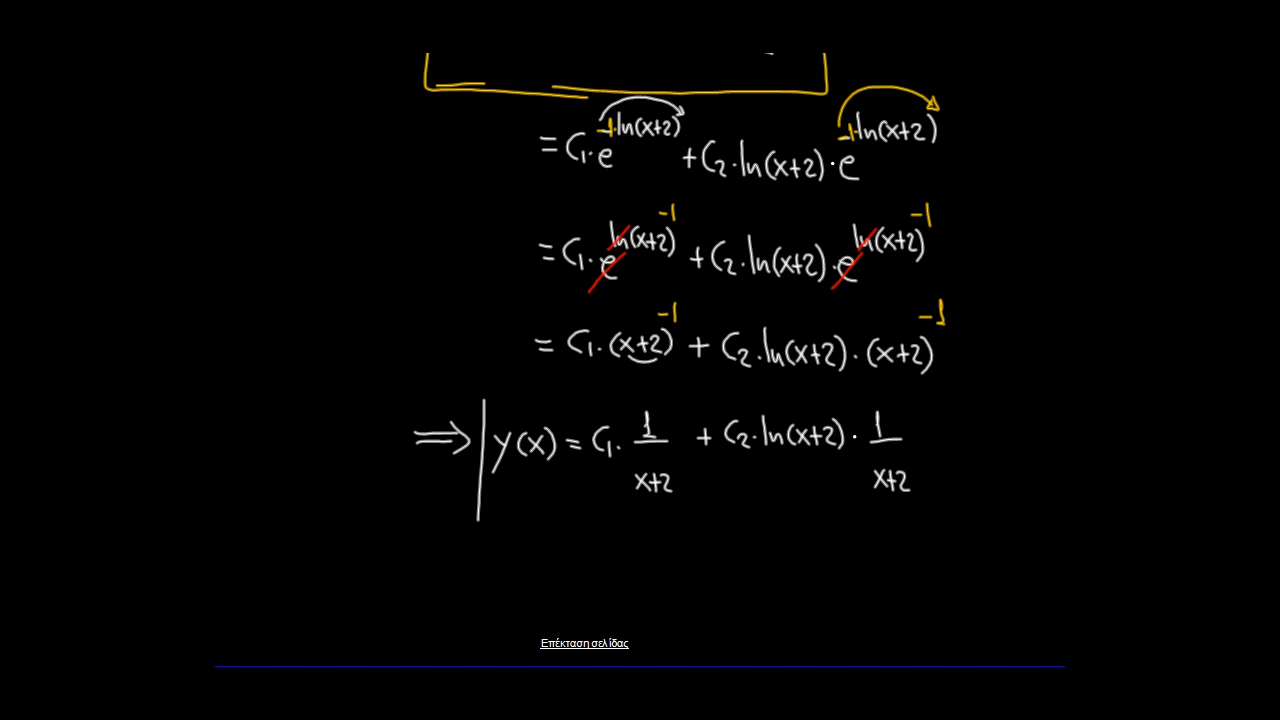 = C₁·e^(-1·ln(x+2)) + C₂·ln(x+2)·e^(-1·ln(x+2))
= C₁·e^(ln(x+2)^(-1)) + C₂·ln(x+2)·e^(ln(x+2)^(-1))
= C₁·(x+2)^(-1) + C₂·ln(x+2)·(x+2)^(-1)
⟹ | y(x) = C₁· 1/(x+2) + C₂·ln(x+2)· 1/(x+2)
Επέκταση σελίδας